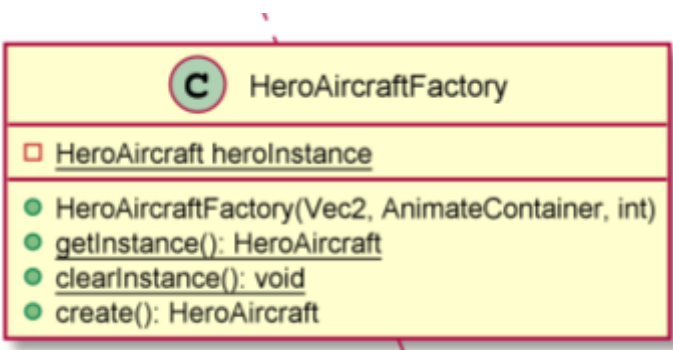 C HeroAircraftFactory
HeroAircraft heroInstance
HeroAircraftFactory(Vec2, AnimateContainer, int)
getInstance(): HeroAircraft
clearInstance(): void
create(): HeroAircraft